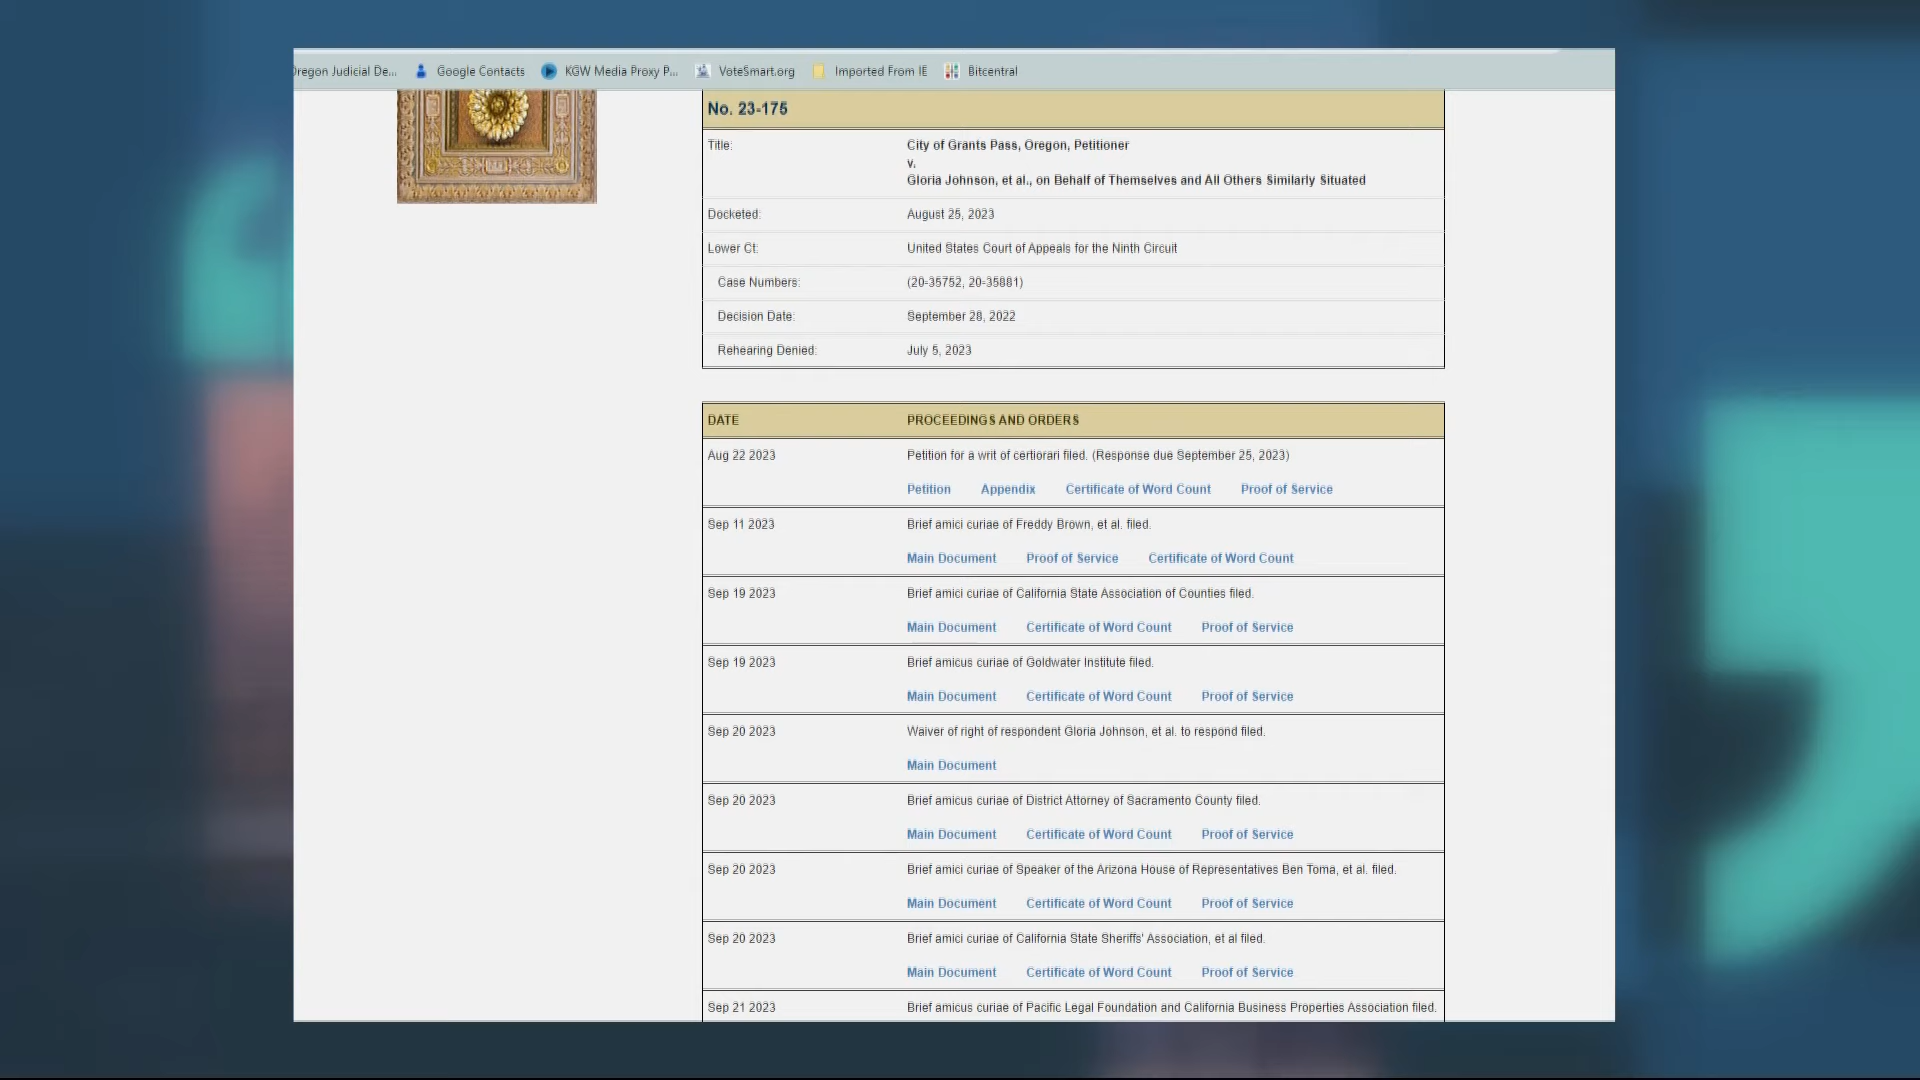 Oregon Judicial De... Google Contacts KGW Media Proxy P... VoteSmart.org Imported From IE Bitcentral
No. 23-175
Title: City of Grants Pass, Oregon, Petitioner
v.
Gloria Johnson, et al., on Behalf of Themselves and All Others Similarly Situated
Docketed: August 25, 2023
Lower Ct: United States Court of Appeals for the Ninth Circuit
Case Numbers: (20-35752, 20-35881)
Decision Date: September 28, 2022
Rehearing Denied: July 5, 2023
DATE PROCEEDINGS AND ORDERS
Aug 22 2023 Petition for a writ of certiorari filed. (Response due September 25, 2023)
Petition Appendix Certificate of Word Count Proof of Service
Sep 11 2023 Brief amici curiae of Freddy Brown, et al. filed.
Main Document Proof of Service Certificate of Word Count
Sep 19 2023 Brief amici curiae of California State Association of Counties filed.
Main Document Certificate of Word Count Proof of Service
Sep 19 2023 Brief amicus curiae of Goldwater Institute filed.
Main Document Certificate of Word Count Proof of Service
Sep 20 2023 Waiver of right of respondent Gloria Johnson, et al. to respond filed.
Main Document
Sep 20 2023 Brief amicus curiae of District Attorney of Sacramento County filed.
Main Document Certificate of Word Count Proof of Service
Sep 20 2023 Brief amici curiae of Speaker of the Arizona House of Representatives Ben Toma, et al. filed.
Main Document Certificate of Word Count Proof of Service
Sep 20 2023 Brief amici curiae of California State Sheriffs' Association, et al filed.
Main Document Certificate of Word Count Proof of Service
Sep 21 2023 Brief amicus curiae of Pacific Legal Foundation and California Business Properties Association filed.